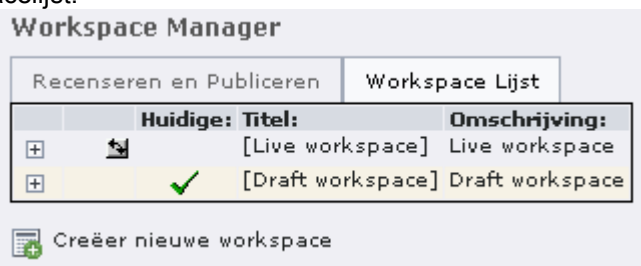 Workspace Manager
Recenseren en Publiceren Workspace Lijst
Huidige: Titel: Omschrijving:
[Live workspace] Live workspace
[Draft workspace] Draft workspace
Creëer nieuwe workspace